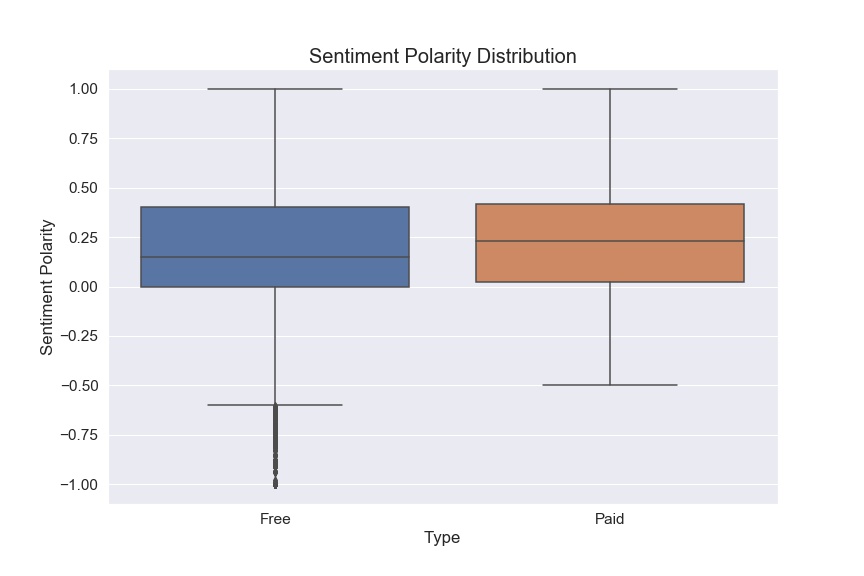 Sentiment Polarity Distribution
1.00
0.75
0.50
0.25
0.00
−0.25
−0.50
−0.75
−1.00
Sentiment Polarity
Free
Paid
Type